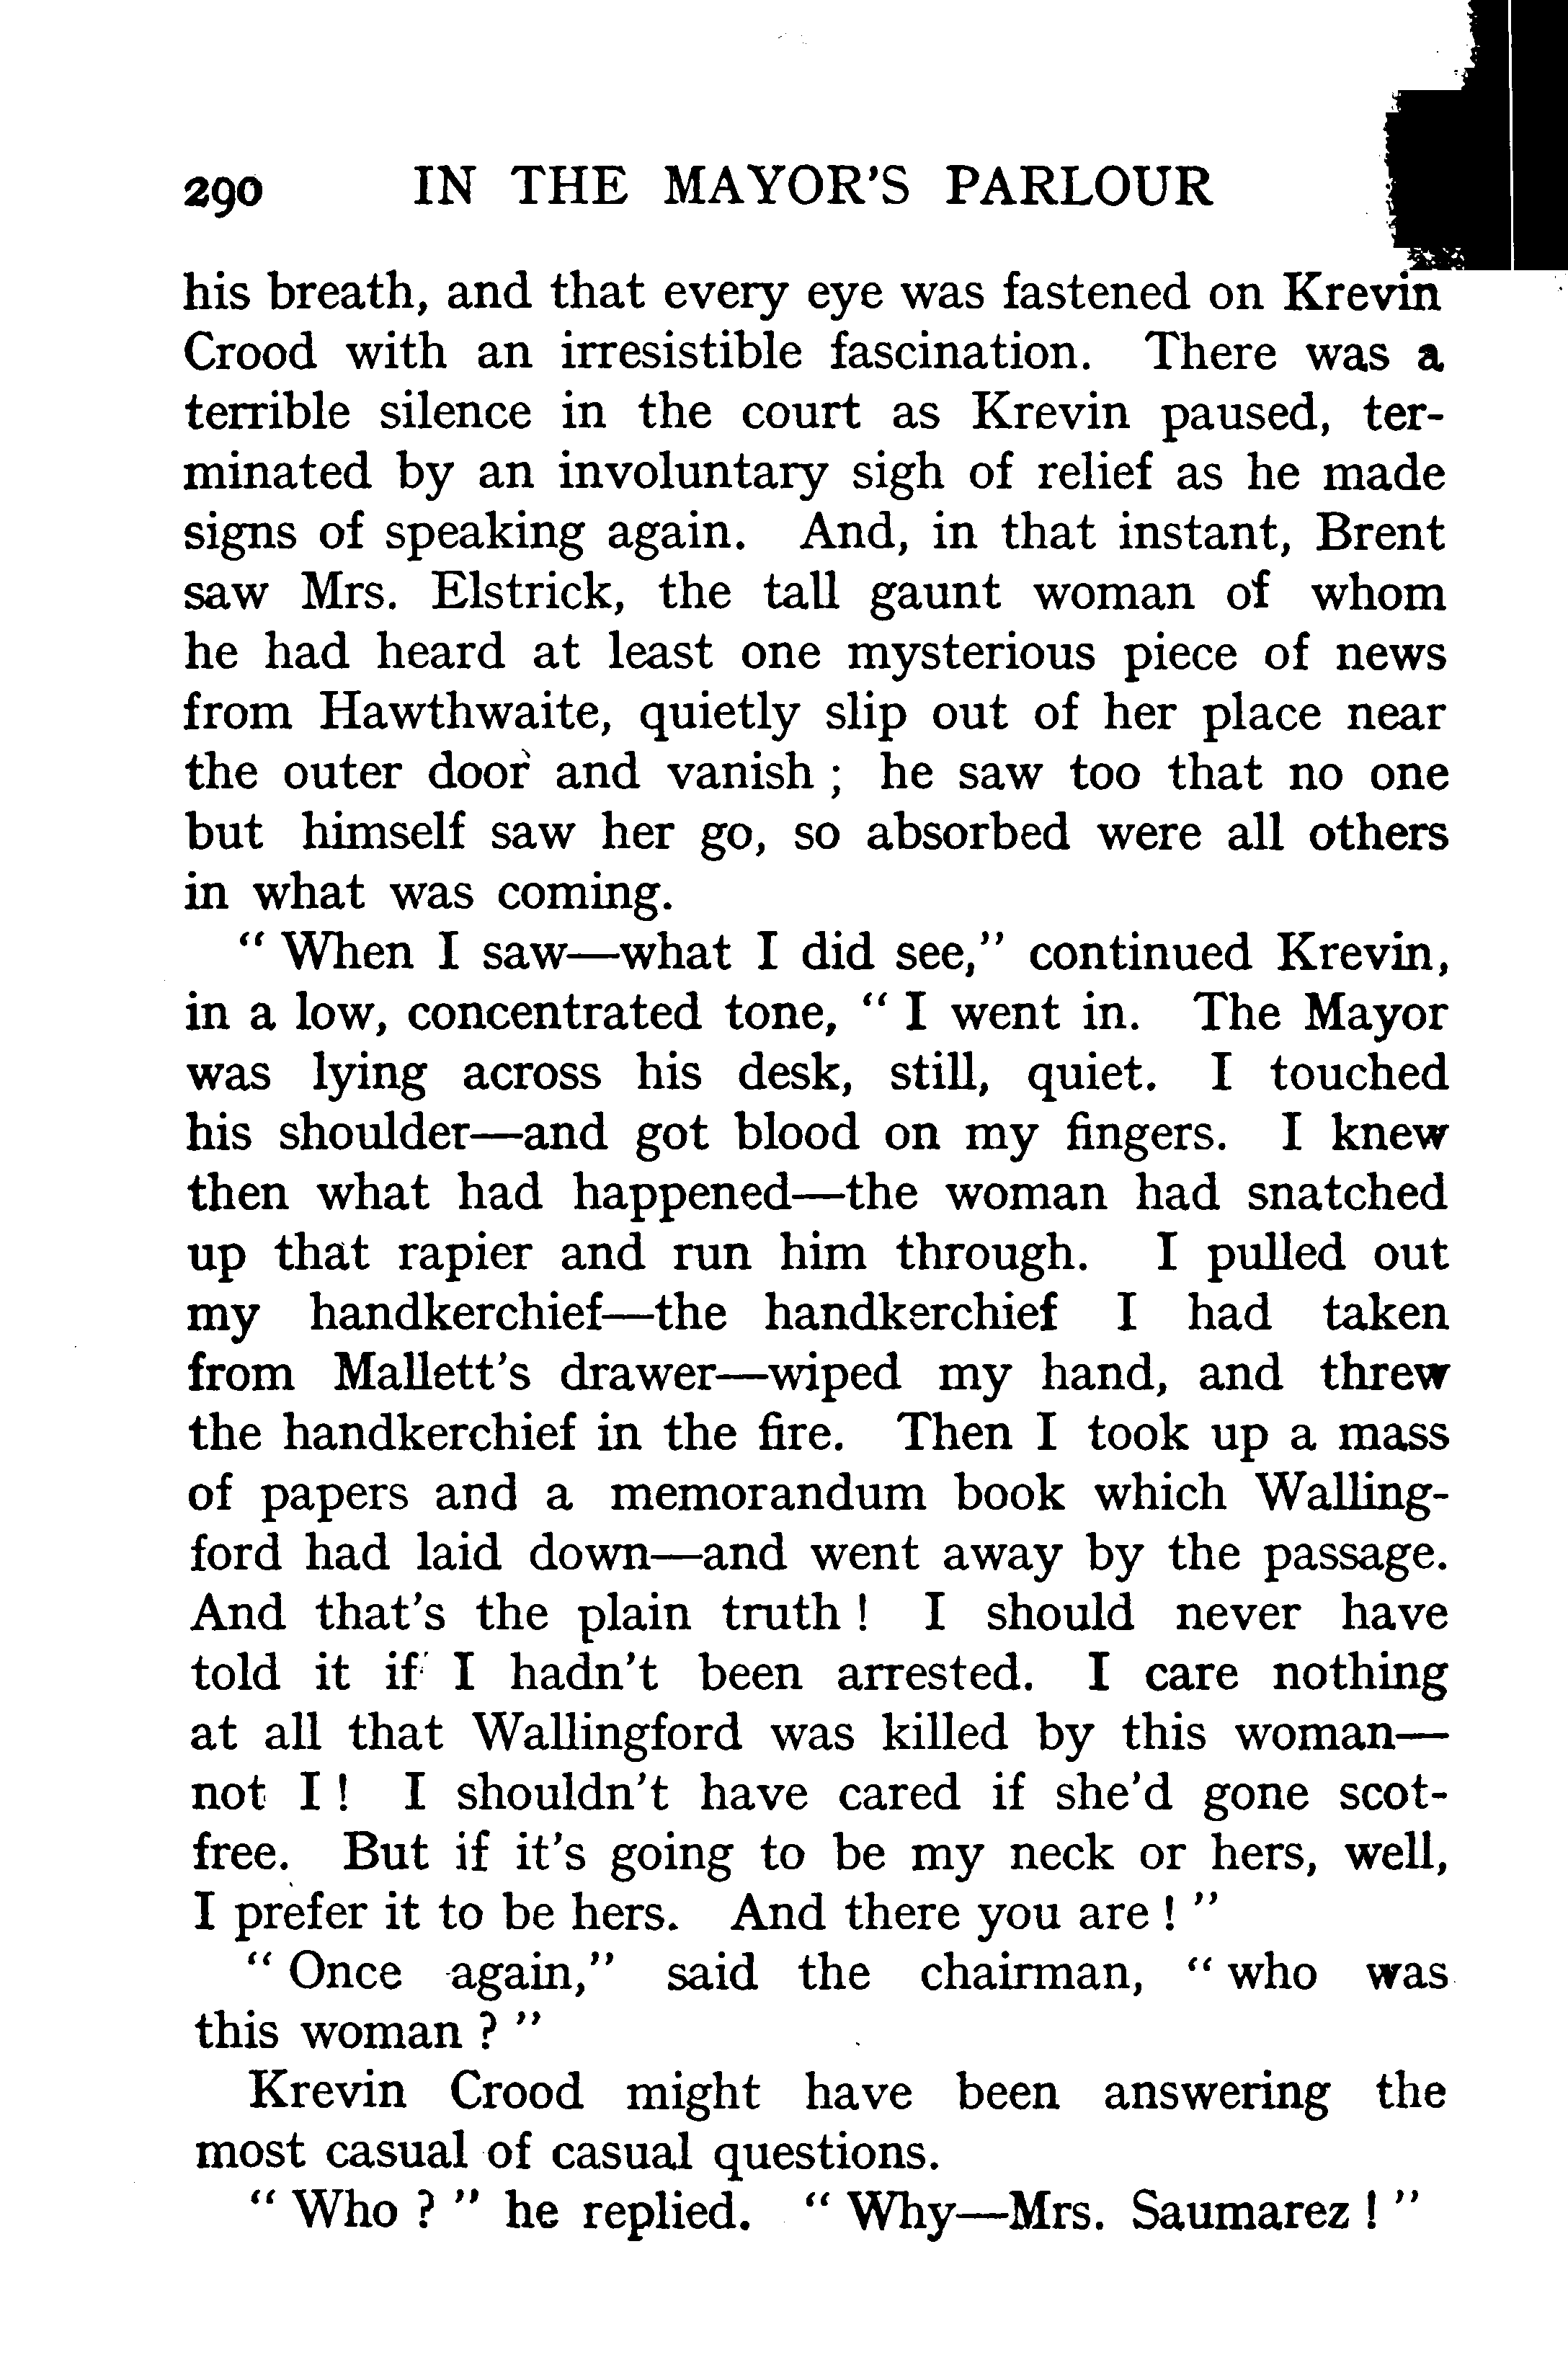 290 IN THE MAYOR'S PARLOUR
his breath, and that every eye was fastened on Krevin
Crood with an irresistible fascination. There was a
terrible silence in the court as Krevin paused, ter-
minated by an involuntary sigh of relief as he made
signs of speaking again. And, in that instant, Brent
saw Mrs. Elstrick, the tall gaunt woman of whom
he had heard at least one mysterious piece of news
from Hawthwaite, quietly slip out of her place near
the outer door and vanish ; he saw too that no one
but himself saw her go, so absorbed were all others
in what was coming.
" When I saw—what I did see," continued Krevin,
in a low, concentrated tone, " I went in. The Mayor
was lying across his desk, still, quiet. I touched
his shoulder—and got blood on my fingers. I knew
then what had happened—the woman had snatched
up that rapier and run him through. I pulled out
my handkerchief—the handkerchief I had taken
from Mallett's drawer—wiped my hand, and threw
the handkerchief in the fire. Then I took up a mass
of papers and a memorandum book which Walling-
ford had laid down—and went away by the passage.
And that's the plain truth ! I should never have
told it if I hadn't been arrested. I care nothing
at all that Wallingford was killed by this woman—
not I ! I shouldn't have cared if she'd gone scot-
free. But if it's going to be my neck or hers, well,
I prefer it to be hers. And there you are ! "
" Once again," said the chairman, " who was
this woman ? "
Krevin Crood might have been answering the
most casual of casual questions.
" Who ? " he replied. " Why—Mrs. Saumarez ! "